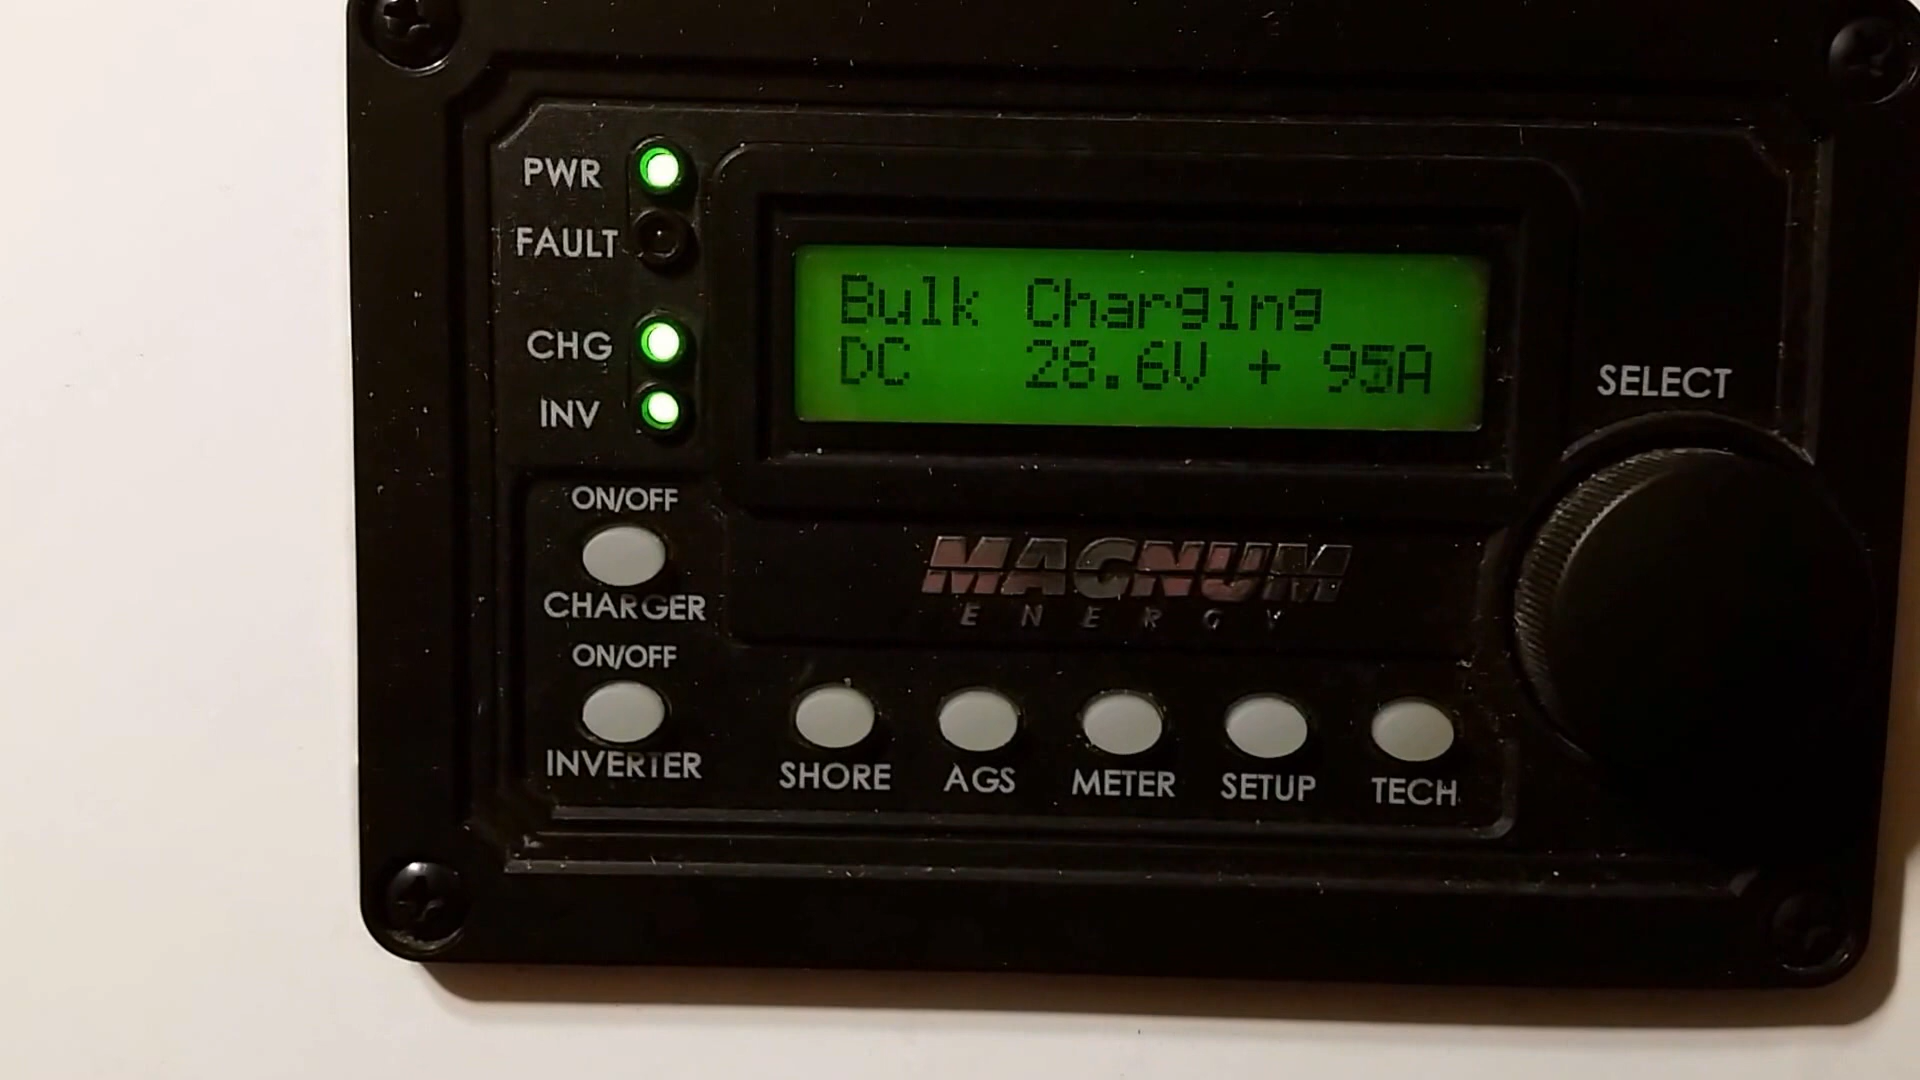 PWR
FAULT
CHG
INV
Bulk Charging
DC 28.6V + 95A
SELECT
ON/OFF
CHARGER
ON/OFF
INVERTER
MAGNUM
ENERGY
SHORE
AGS
METER
SETUP
TECH